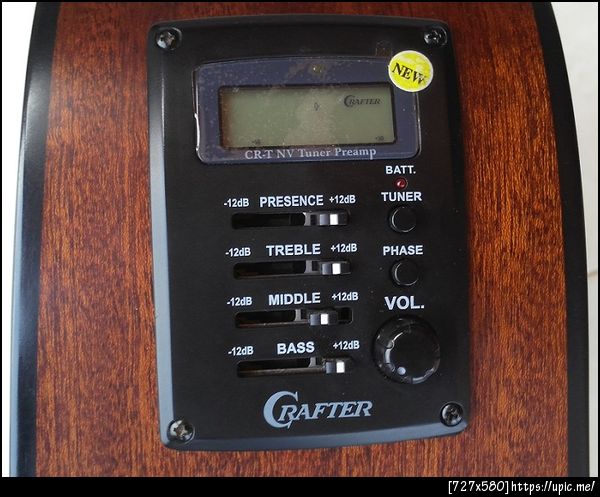 NEW
CRAFTER
CR-T NV Tuner Preamp
BATT.
-12dB PRESENCE +12dB TUNER
-12dB TREBLE +12dB PHASE
-12dB MIDDLE +12dB VOL.
-12dB BASS +12dB
CRAFTER
[727x580]https://upic.me/